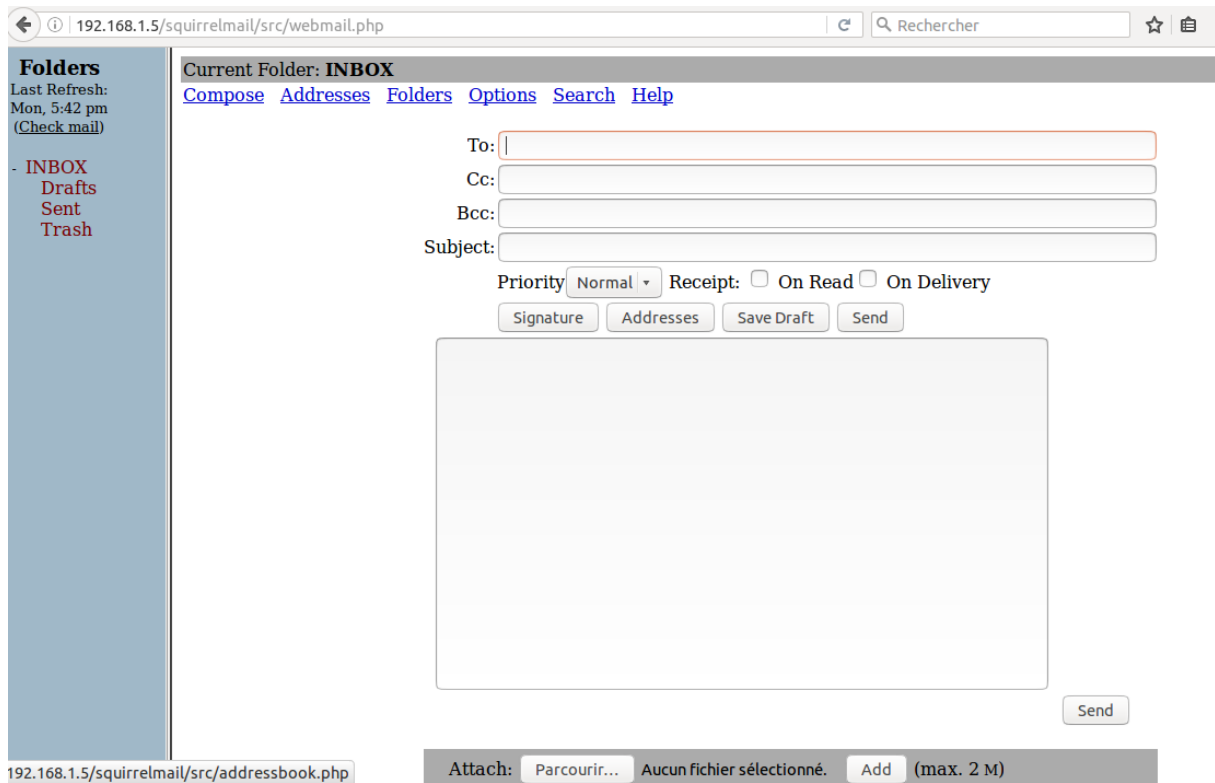 192.168.1.5/squirrelmail/src/webmail.php
Rechercher
Folders
Last Refresh:
Mon, 5:42 pm
(Check mail)
- INBOX
Drafts
Sent
Trash
Current Folder: INBOX
Compose Addresses Folders Options Search Help
To:
Cc:
Bcc:
Subject:
Priority Normal Receipt: On Read On Delivery
Signature Addresses Save Draft Send
Send
Attach: Parcourir... Aucun fichier sélectionné. Add (max. 2 M)
192.168.1.5/squirrelmail/src/addressbook.php